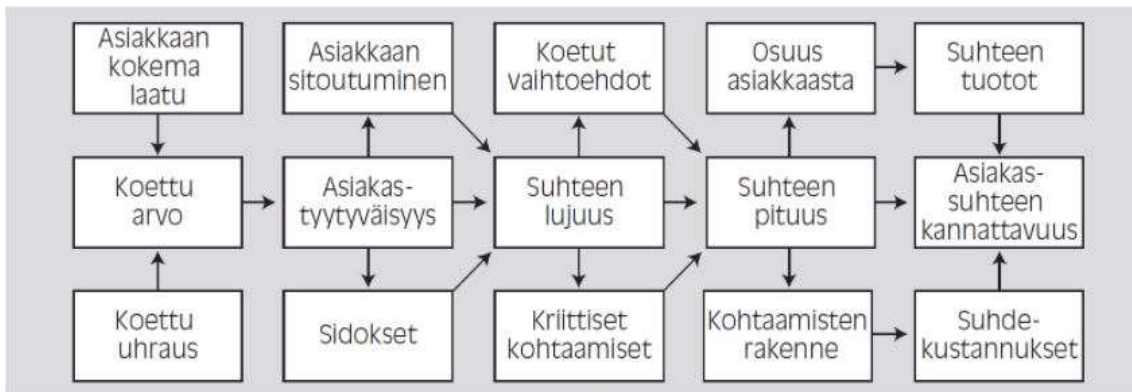 Asiakkaan
kokema
laatu
Asiakkaan
sitoutuminen
Koetut
vaihtoehdot
Osuus
asiakkaasta
Suhteen
tuotot
Koettu
arvo
Asiakas-
tyytyväisyys
Suhteen
lujuus
Suhteen
pituus
Asiakas-
suhteen
kannattavuus
Koettu
uhraus
Sidokset
Kriittiset
kohtaamiset
Kohtaamisten
rakenne
Suhde-
kustannukset